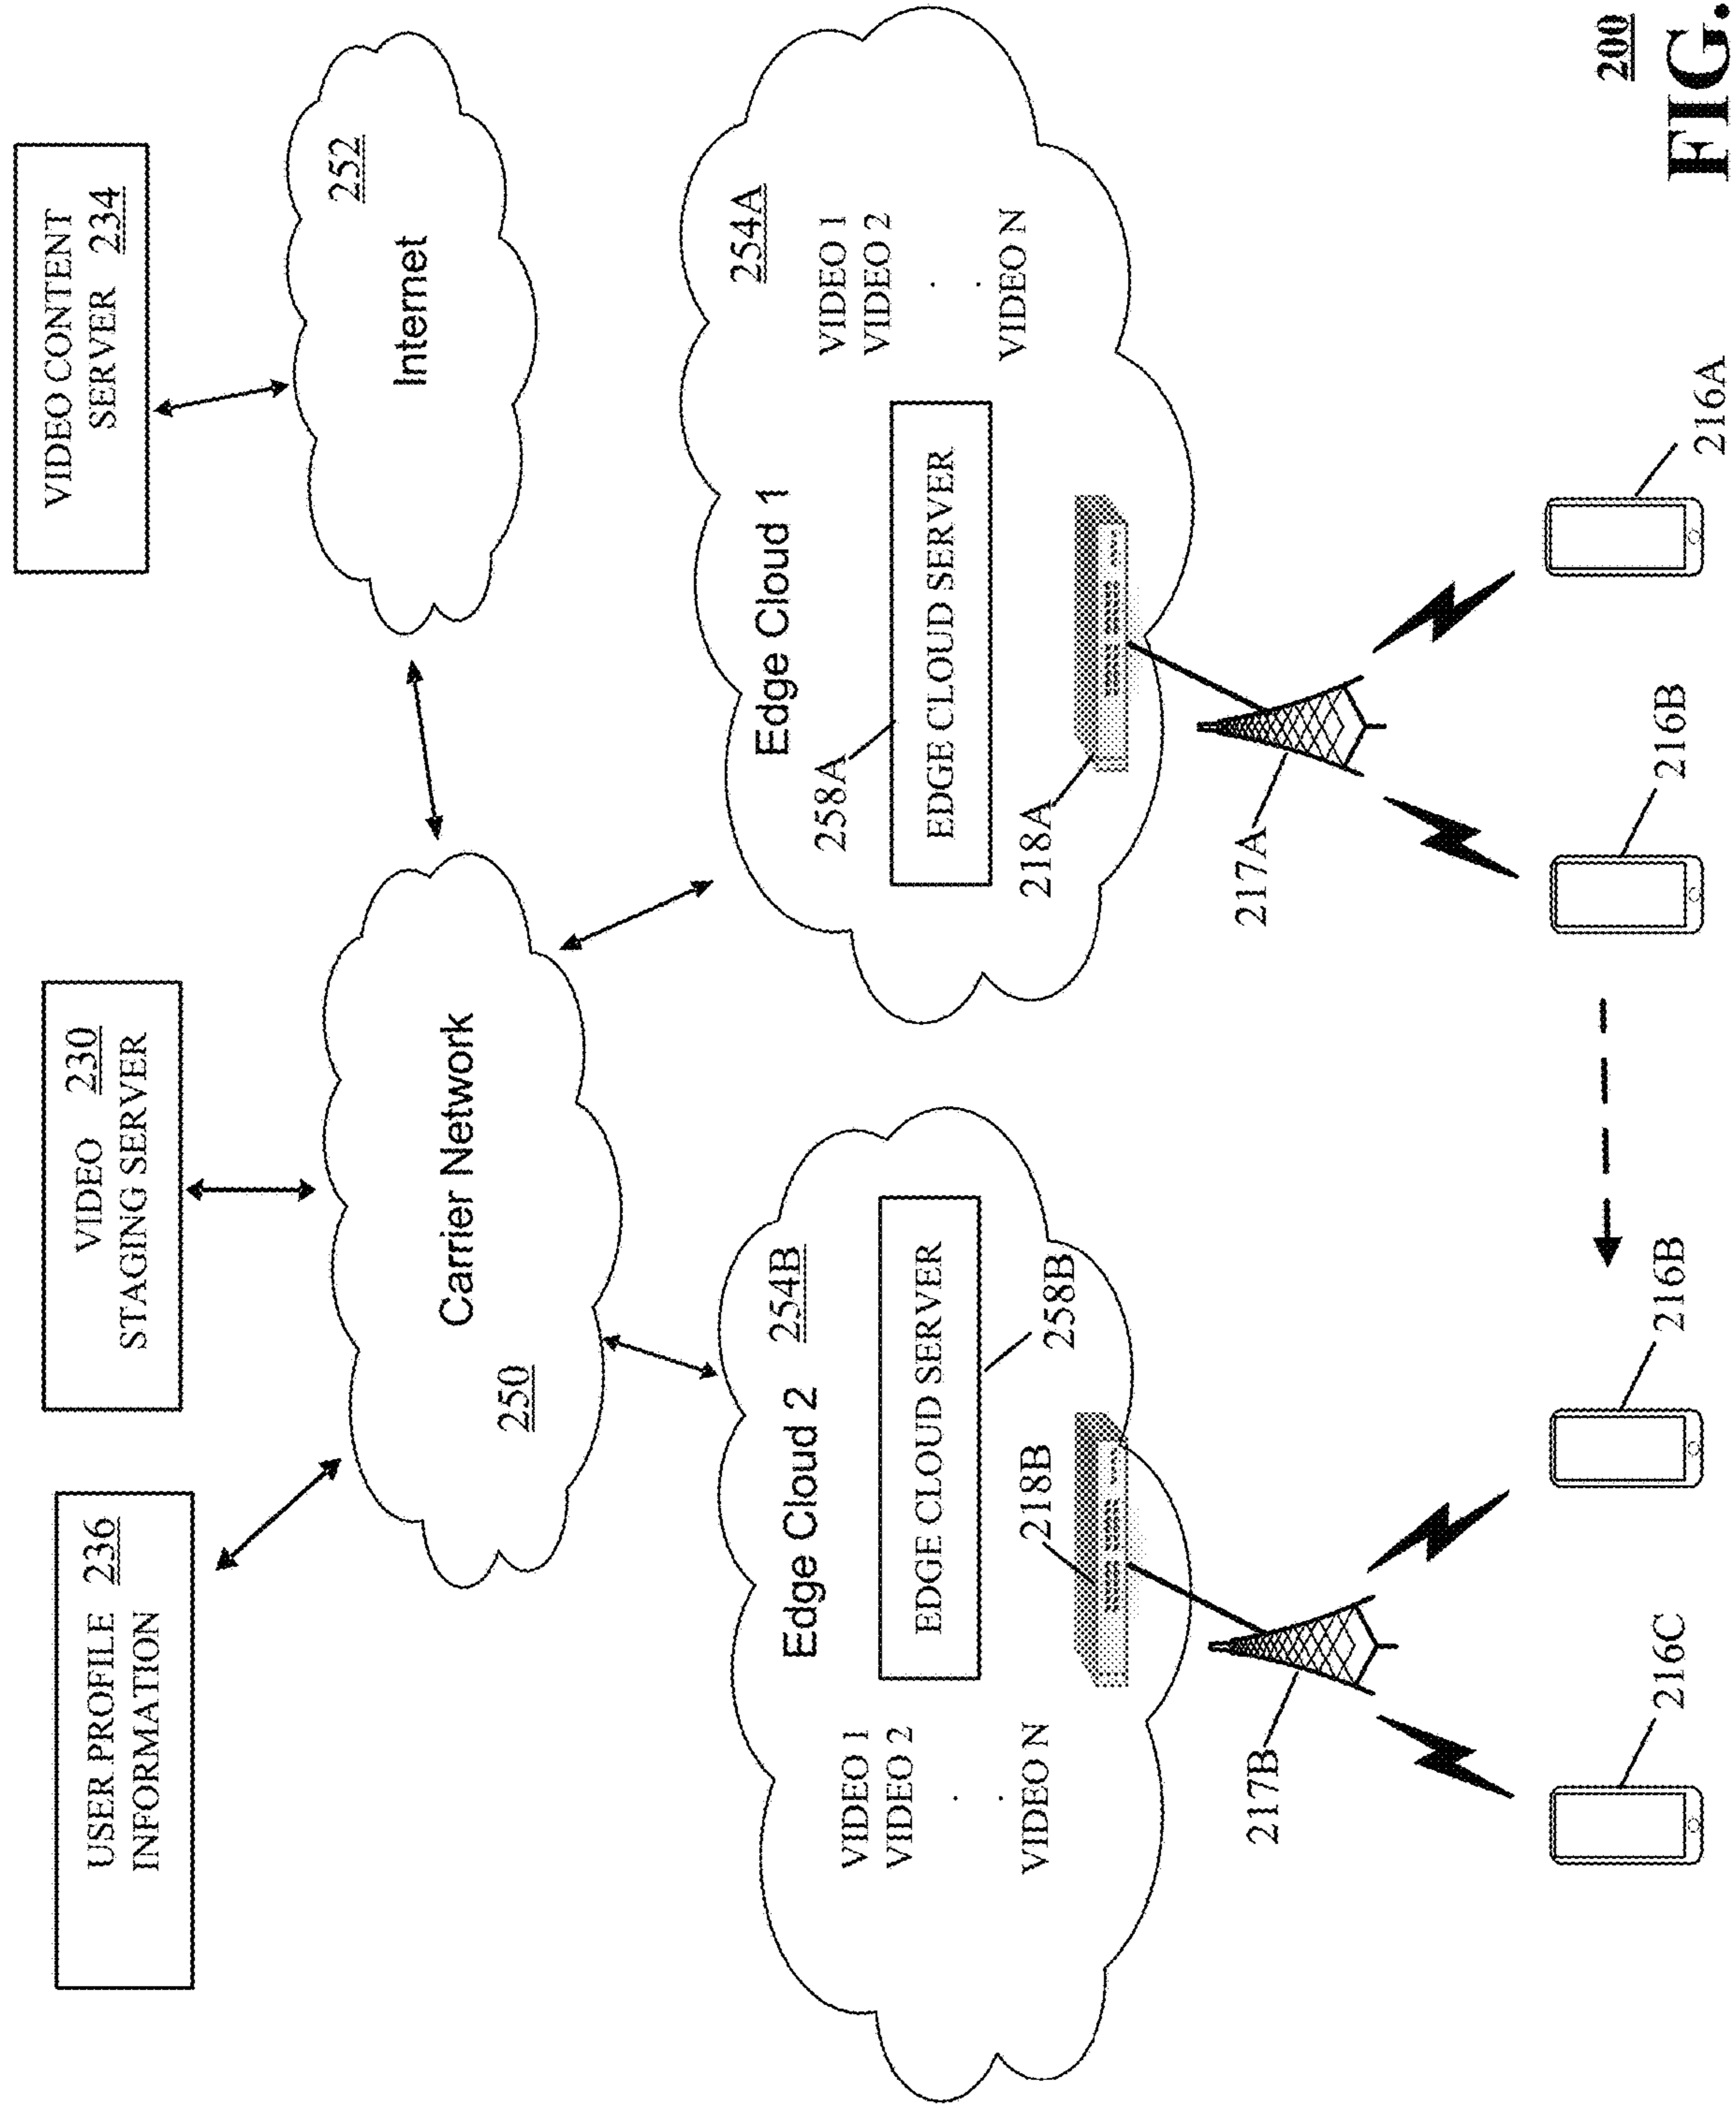 USER PROFILE 236
INFORMATION
VIDEO 230
STAGING SERVER
VIDEO CONTENT
SERVER 234
Carrier Network
250
252
Internet
Edge Cloud 2 254B
EDGE CLOUD SERVER
258B
218B
VIDEO 1
VIDEO 2
.
.
VIDEO N
Edge Cloud 1
254A
258A
EDGE CLOUD SERVER
218A
VIDEO 1
VIDEO 2
.
.
VIDEO N
217B
217A
216C
216B
216B
216A
200
FIG.